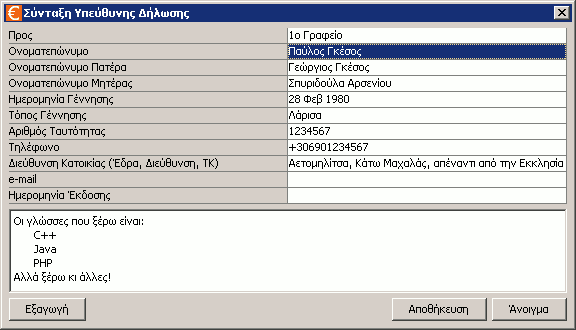 Σύνταξη Υπεύθυνης Δήλωσης
Προς 1ο Γραφείο
Ονοματεπώνυμο Παύλος Γκέσος
Ονοματεπώνυμο Πατέρα Γεώργιος Γκέσος
Ονοματεπώνυμο Μητέρας Σπυριδούλα Αρσενίου
Ημερομηνία Γέννησης 28 Φεβ 1980
Τόπος Γέννησης Λάρισα
Αριθμός Ταυτότητας 1234567
Τηλέφωνο +306901234567
Διεύθυνση Κατοικίας (Έδρα, Διεύθυνση, ΤΚ) Αετομηλίτσα, Κάτω Μαχαλάς, απέναντι από την Εκκλησία
e-mail
Ημερομηνία Έκδοσης
Οι γλώσσες που ξέρω είναι:
C++
Java
PHP
Αλλά ξέρω κι άλλες!
Εξαγωγή Αποθήκευση Άνοιγμα